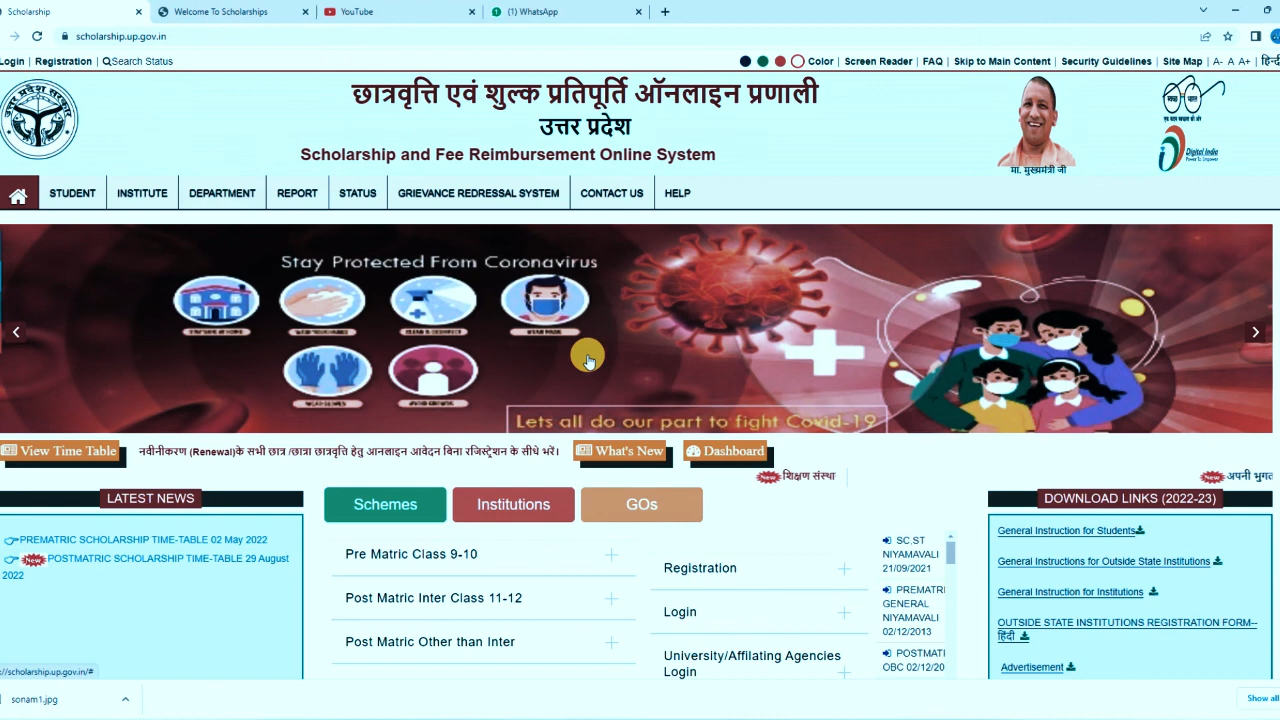 Scholarship
Welcome To Scholarships
YouTube
(1) WhatsApp
scholarship.up.gov.in
Login | Registration | Search Status
Color | Screen Reader | FAQ | Skip to Main Content | Security Guidelines | Site Map | A- A A+ | हिन्दी
छात्रवृत्ति एवं शुल्क प्रतिपूर्ति ऑनलाइन प्रणाली
उत्तर प्रदेश
Scholarship and Fee Reimbursement Online System
मा. मुख्यमंत्री जी
Digital India
Power To Empower
STUDENT
INSTITUTE
DEPARTMENT
REPORT
STATUS
GRIEVANCE REDRESSAL SYSTEM
CONTACT US
HELP
Stay Protected From Coronavirus
Lets all do our part to fight Covid-19
View Time Table
नवीनीकरण (Renewal)के सभी छात्र /छात्रा छात्रवृत्ति हेतु आनलाइन आवेदन बिना रजिस्ट्रेशन के सीधे भरें।
What's New
Dashboard
New शिक्षण संस्था
New अपनी भुगत
LATEST NEWS
PREMATRIC SCHOLARSHIP TIME-TABLE 02 May 2022
New POSTMATRIC SCHOLARSHIP TIME-TABLE 29 August
2022
Schemes
Institutions
GOs
Pre Matric Class 9-10
Post Matric Inter Class 11-12
Post Matric Other than Inter
Registration
Login
University/Affilating Agencies
Login
SC.ST
NIYAMAVALI
21/09/2021
PREMATRI
GENERAL
NIYAMAVALI
02/12/2013
POSTMATI
OBC 02/12/20
DOWNLOAD LINKS (2022-23)
General Instruction for Students
General Instructions for Outside State Institutions
General Instruction for Institutions
OUTSIDE STATE INSTITUTIONS REGISTRATION FORM--
हिंदी
Advertisement
://scholarship.up.gov.in/#
sonam1.jpg
Show all